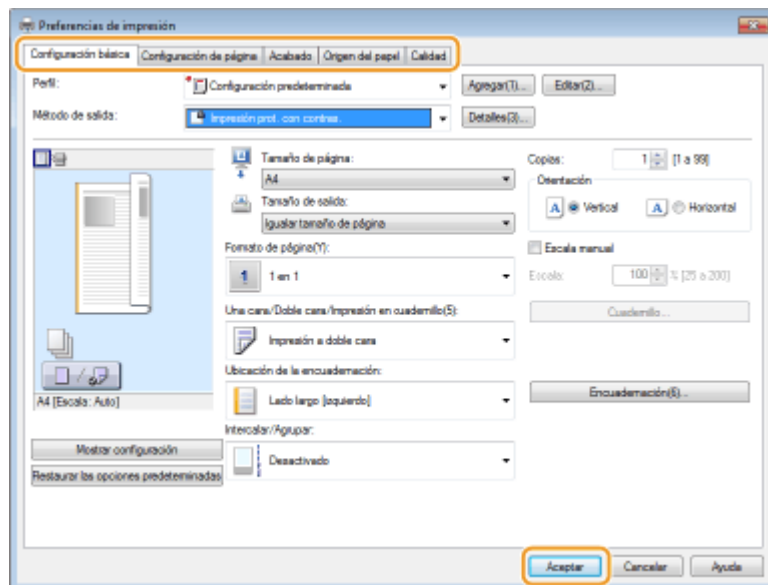 Preferencias de impresión
Configuración básica Configuración de página Acabado Origen del papel Calidad
Perfil: Configuración predeterminada Agregar(1)... Editar(2)...
Método de salida: Impresión prot. con contras. Detalles(3)...
Tamaño de página: Copias: 1 [1 a 99]
A4 Orientación
Tamaño de salida: A Vertical A Horizontal
Igualar tamaño de página
Formato de página(Y): Escala manual
1 1 en 1 Escala: 100 % [25 a 200]
Una cara/Doble cara/Impresión en cuadernillo(5): Cuadernillo...
Impresión a doble cara
Ubicación de la encuadernación:
A4 [Escala: Auto] Lado largo [izquierdo] Encuadernación(6)...
Intercalar/Agrupar:
Mostrar configuración Desactivado
Restaurar las opciones predeterminadas
Aceptar Cancelar Ayuda